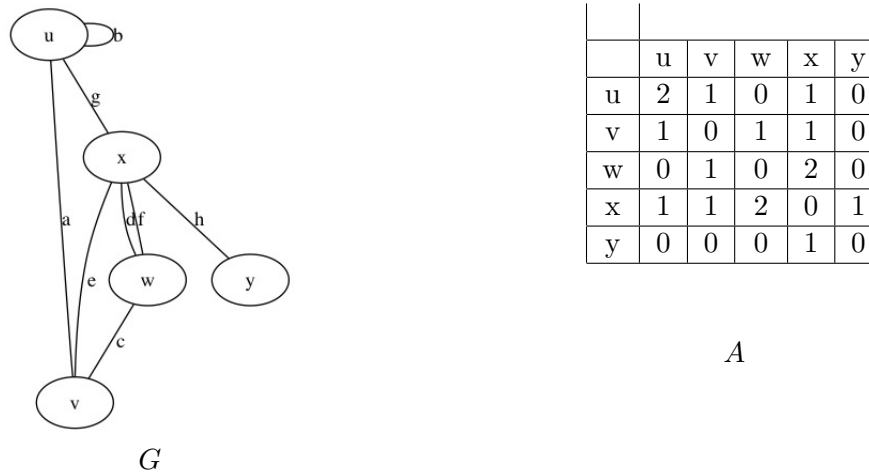 u b
g
x
a d f h
e w y
c
v
G
u v w x y
u 2 1 0 1 0
v 1 0 1 1 0
w 0 1 0 2 0
x 1 1 2 0 1
y 0 0 0 1 0
A